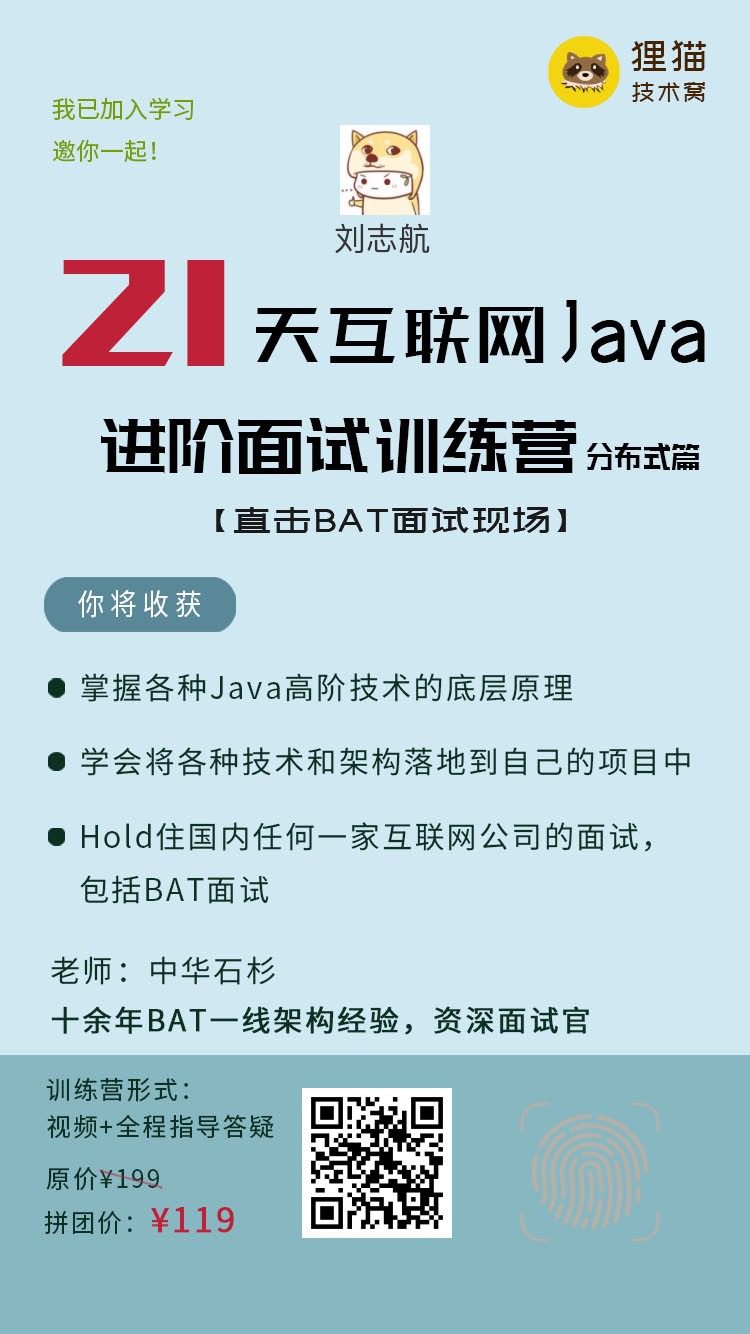 狸猫
技术窝
我已加入学习
邀你一起！
刘志航
21天互联网Java
进阶面试训练营 分布式篇
【直击BAT面试现场】
你将收获
掌握各种Java高阶技术的底层原理
学会将各种技术和架构落地到自己的项目中
Hold住国内任何一家互联网公司的面试，
包括BAT面试
老师：中华石杉
十余年BAT一线架构经验，资深面试官
训练营形式：
视频+全程指导答疑
原价¥199
拼团价：¥119